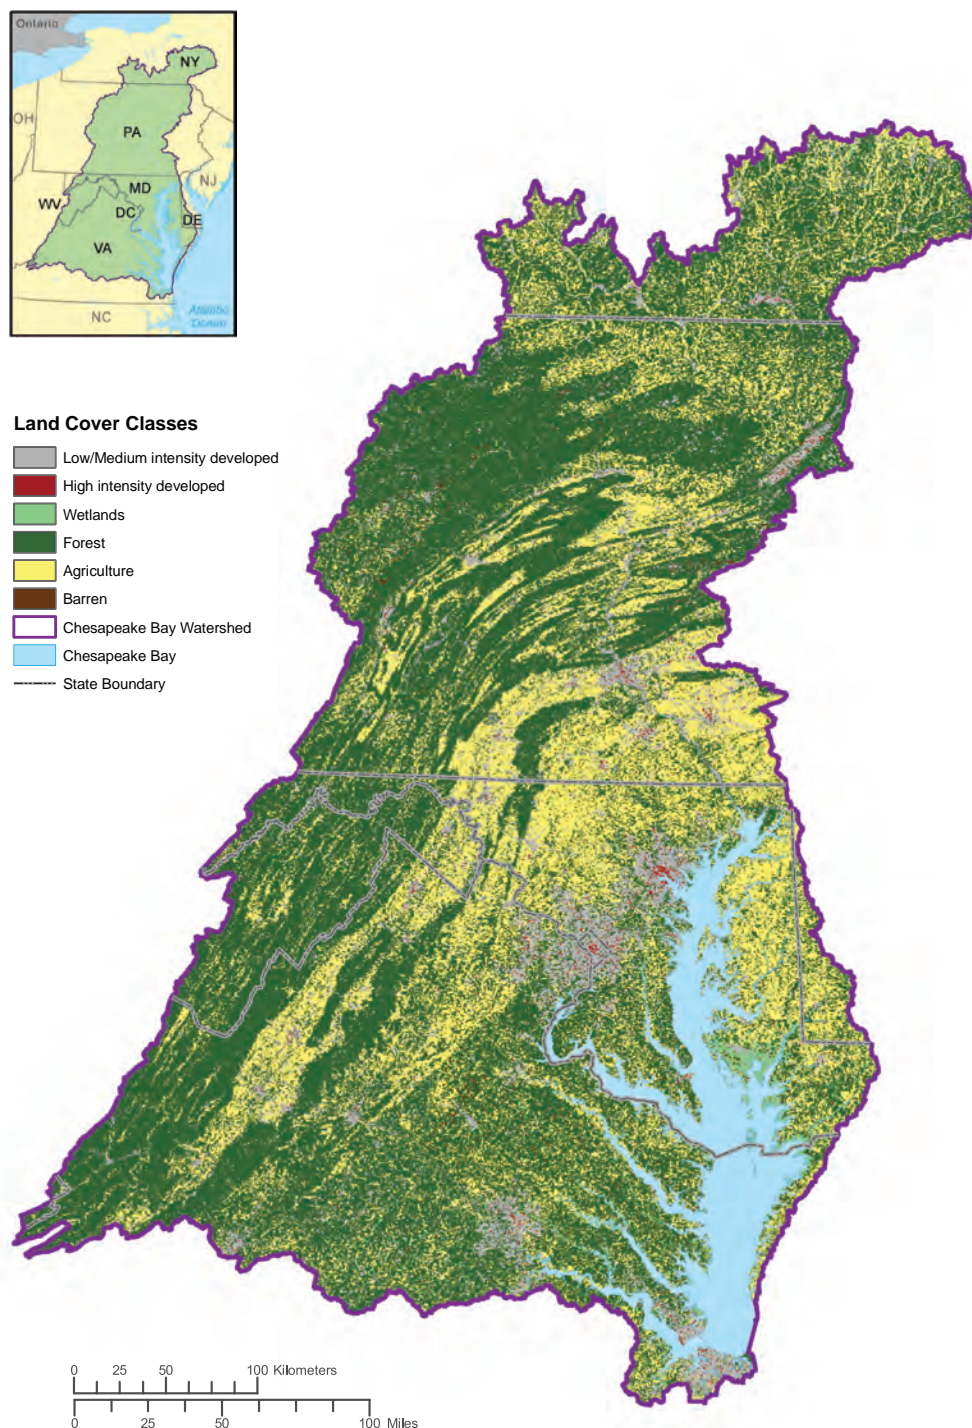 Ontario
NY
OH
PA
NJ
MD
WV
DC
DE
VA
Atlantic
Ocean
NC
Land Cover Classes
Low/Medium intensity developed
High intensity developed
Wetlands
Forest
Agriculture
Barren
Chesapeake Bay Watershed
Chesapeake Bay
State Boundary
0 25 50 100 Kilometers
0 25 50 100 Miles